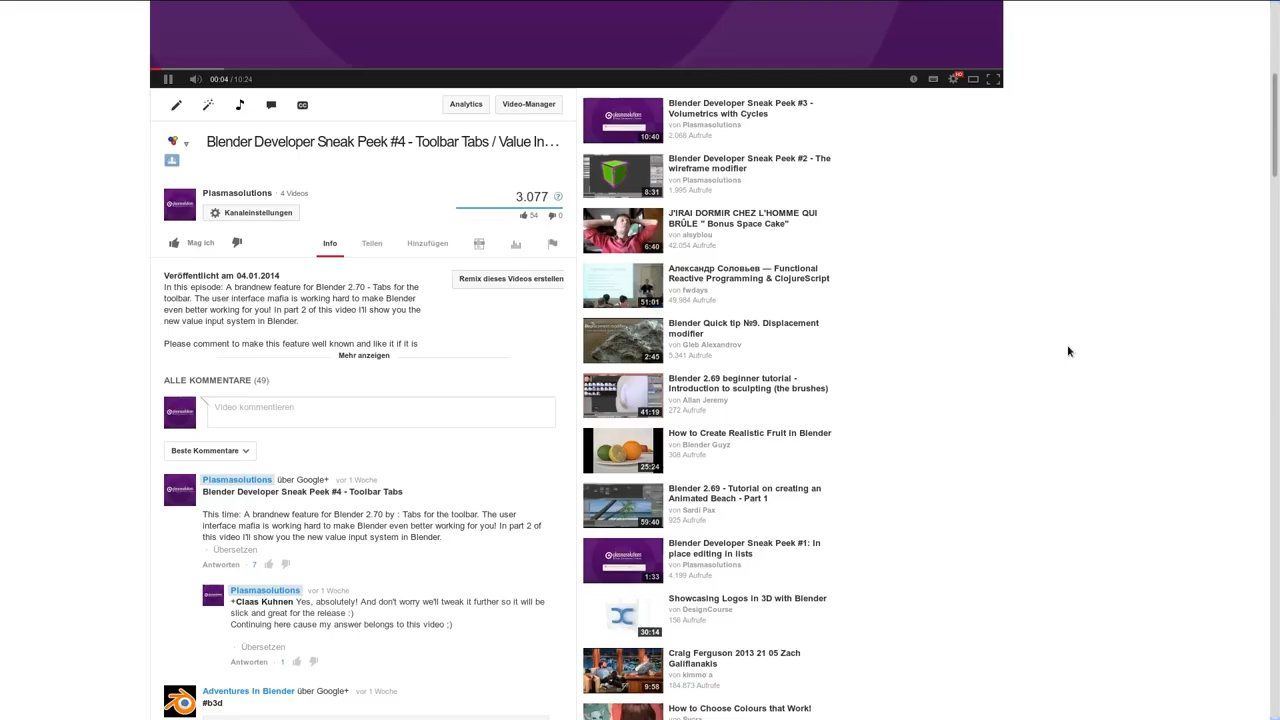 00:04 / 10:24
HD
Analytics
Video-Manager
Blender Developer Sneak Peek #4 - Toolbar Tabs / Value In…
Plasmasolutions · 4 Videos
Kanaleinstellungen
3.077
54
0
Mag ich
Info
Teilen
Hinzufügen
Veröffentlicht am 04.01.2014
In this episode: A brandnew feature for Blender 2.70 - Tabs for the
toolbar. The user interface mafia is working hard to make Blender
even better working for you! In part 2 of this video I'll show you the
new value input system in Blender.
Please comment to make this feature well known and like it if it is
Remix dieses Videos erstellen
Mehr anzeigen
ALLE KOMMENTARE (49)
Video kommentieren
Beste Kommentare
Plasmasolutions über Google+ vor 1 Woche
Blender Developer Sneak Peek #4 - Toolbar Tabs
This time: A brandnew feature for Blender 2.70 by : Tabs for the toolbar. The user
interface mafia is working hard to make Blender even better working for you! In part 2 of
this video I'll show you the new value input system in Blender.
· Übersetzen
Antworten · 7
Plasmasolutions vor 1 Woche
+Claas Kuhnen Yes, absolutely! And don't worry we'll tweak it further so it will be
slick and great for the release :)
Continuing here cause my answer belongs to this video ;)
· Übersetzen
Antworten · 1
Adventures In Blender über Google+ vor 1 Woche
#b3d
10:40
Blender Developer Sneak Peek #3 -
Volumetrics with Cycles
von Plasmasolutions
2.068 Aufrufe
8:31
Blender Developer Sneak Peek #2 - The
wireframe modifier
von Plasmasolutions
1.995 Aufrufe
6:40
J'IRAI DORMIR CHEZ L'HOMME QUI
BRÛLE " Bonus Space Cake"
von alsyblou
42.054 Aufrufe
51:01
Александр Соловьев — Functional
Reactive Programming & ClojureScript
von fwdays
49.984 Aufrufe
2:45
Blender Quick tip №9. Displacement
modifier
von Gleb Alexandrov
5.341 Aufrufe
41:19
Blender 2.69 beginner tutorial -
Introduction to sculpting (the brushes)
von Allan Jeremy
272 Aufrufe
25:24
How to Create Realistic Fruit in Blender
von Blender Guyz
308 Aufrufe
59:40
Blender 2.69 - Tutorial on creating an
Animated Beach - Part 1
von Sardi Pax
925 Aufrufe
1:33
Blender Developer Sneak Peek #1: In
place editing in lists
von Plasmasolutions
4.199 Aufrufe
30:14
Showcasing Logos in 3D with Blender
von DesignCourse
156 Aufrufe
9:58
Craig Ferguson 2013 21 05 Zach
Galifianakis
von kimmo a
184.673 Aufrufe
How to Choose Colours that Work!